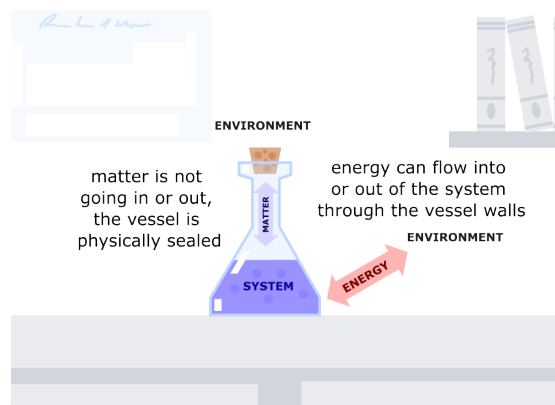 ENVIRONMENT
matter is not
going in or out,
the vessel is
physically sealed
energy can flow into
or out of the system
through the vessel walls
ENVIRONMENT
MATTER
ENERGY
SYSTEM